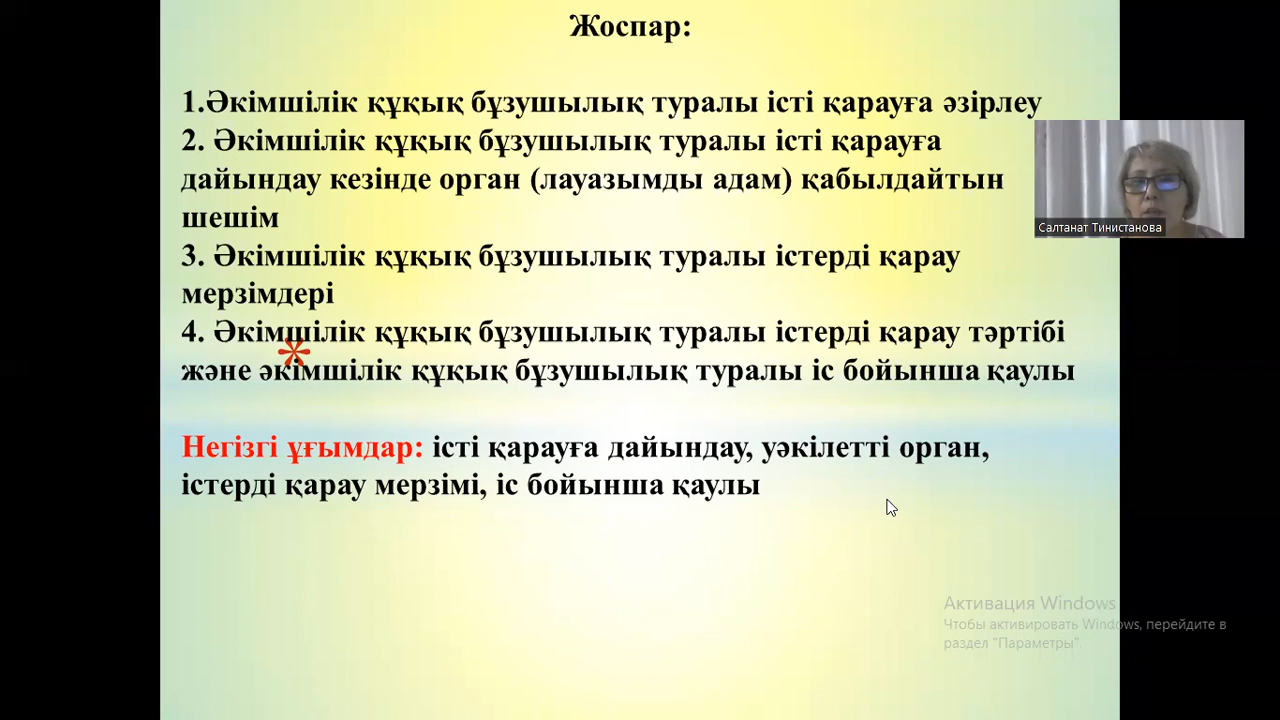 Жоспар:
1.Әкімшілік құқық бұзушылық туралы істі қарауға әзірлеу
2. Әкімшілік құқық бұзушылық туралы істі қарауға
дайындау кезінде орган (лауазымды адам) қабылдайтын
шешім
3. Әкімшілік құқық бұзушылық туралы істерді қарау
мерзімдері
4. Әкімшілік құқық бұзушылық туралы істерді қарау тәртібі
және әкімшілік құқық бұзушылық туралы іс бойынша қаулы
Негізгі ұғымдар: істі қарауға дайындау, уәкілетті орган,
істерді қарау мерзімі, іс бойынша қаулы
Салтанат Тинистанова
Активация Windows
Чтобы активировать Windows, перейдите в
раздел "Параметры".